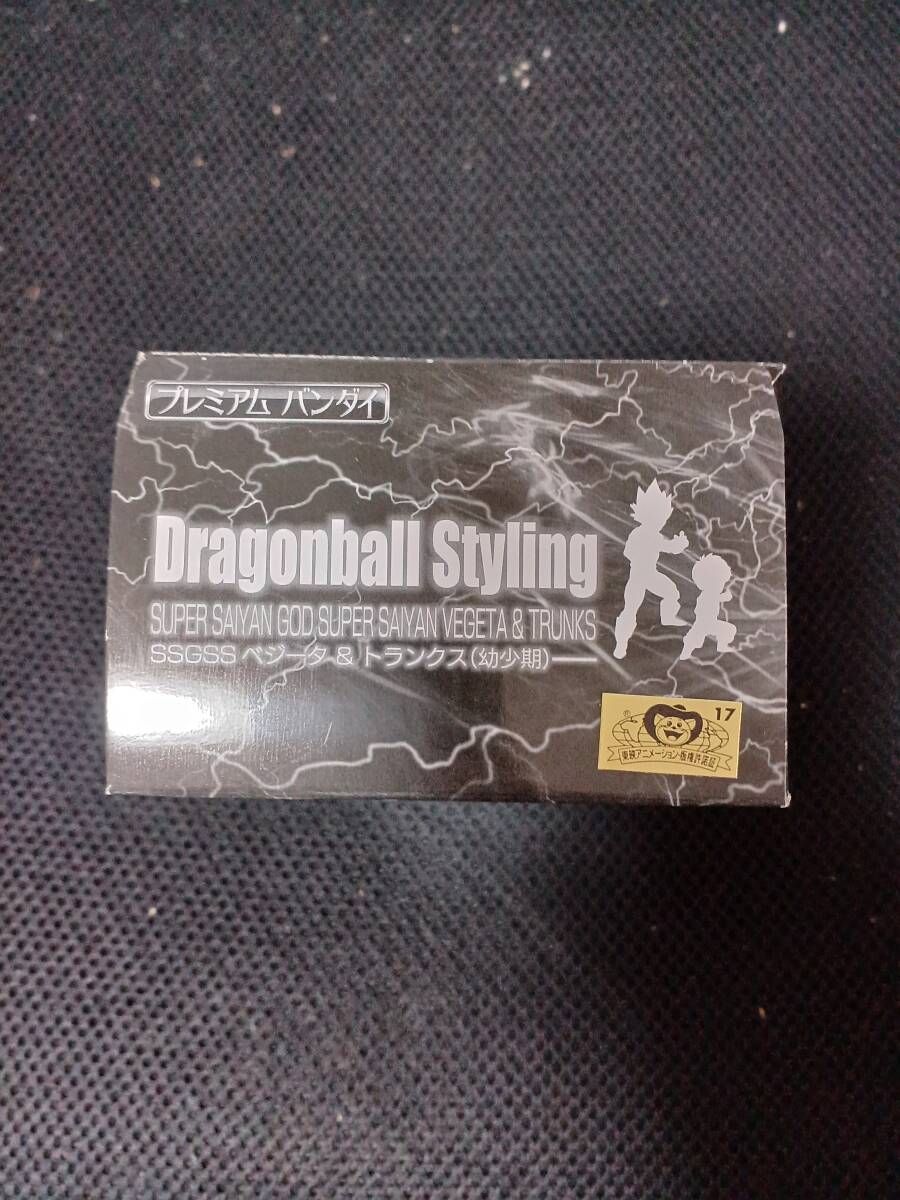 プレミアム バンダイ
Dragonball Styling
SUPER SAIYAN GOD SUPER SAIYAN VEGETA & TRUNKS
SSGSS ベジータ & トランクス(幼少期)
17
®
東映アニメーション・版権許諾証